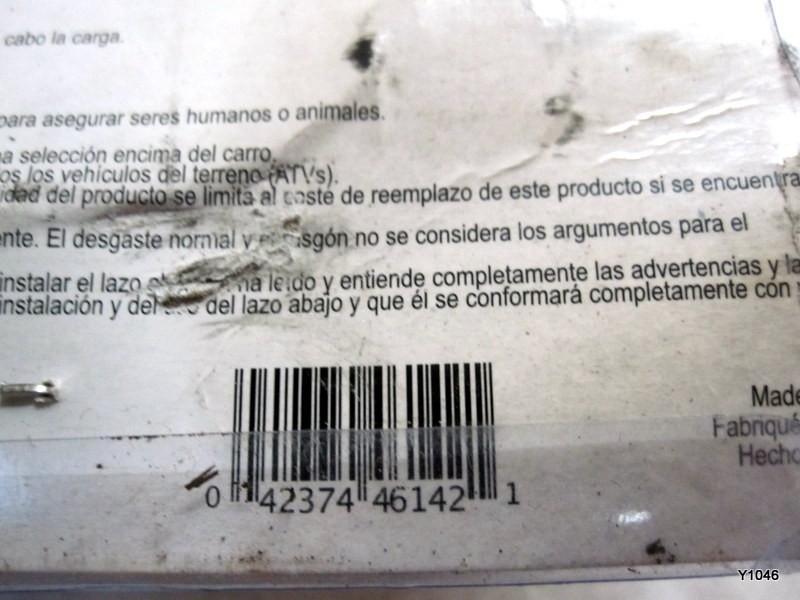 cabo la carga.
para asegurar seres humanos o animales.
na selección encima del carro.
os los vehículos del terreno (ATVs).
idad del producto se limita al coste de reemplazo de este producto si se encuentra
ente. El desgaste normal y rasgón no se considera los argumentos para el
instalar el lazo ha leído y entiende completamente las advertencias y la
instalación y del del lazo abajo y que él se conformará completamente con
Made
Fabriqué
Hecho
0 42374 46142 1
Y1046